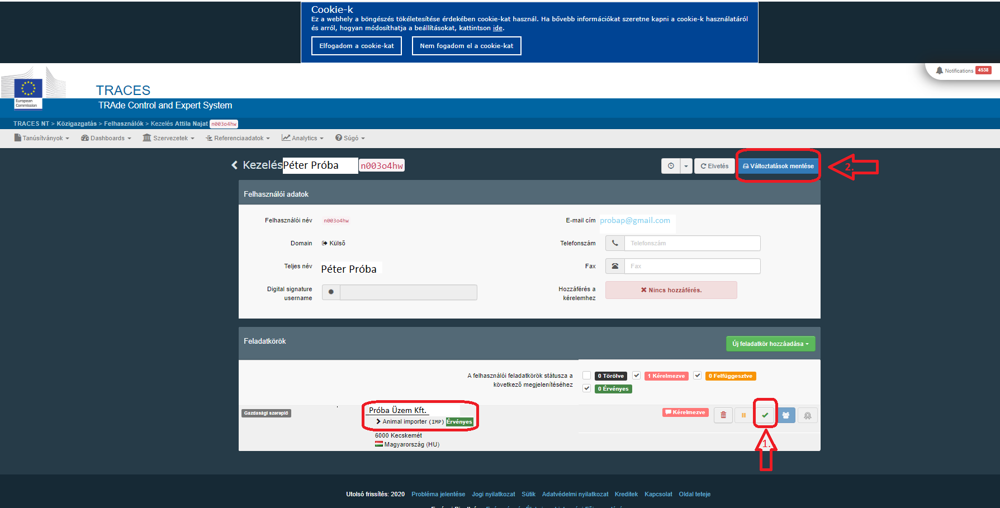 Cookie-k
Ez a webhely a böngészés tökéletesítése érdekében cookie-kat használ. Ha bővebb információkat szeretne kapni a cookie-k használatáról
és arról, hogyan módosíthatja a beállításokat, kattintson ide.
Elfogadom a cookie-kat Nem fogadom el a cookie-kat
Notifications 4538
European
Commission
TRACES
TRAde Control and Expert System
TRACES NT > Közigazgatás > Felhasználók > Kezelés Attila Najat n003o4hw
Tanúsítványok Dashboards Szervezetek Referenciaadatok Analytics Súgó
Kezelés Péter Próba n003o4hw
Elvetés Változtatások mentése 2.
Felhasználói adatok
Felhasználói név n003o4hw E-mail cím probap@gmail.com
Domain Külső Telefonszám Telefonszám
Teljes név Péter Próba Fax Fax
Digital signature
username
Hozzáférés a
kérelemhez
Nincs hozzáférés.
Feladatkörök Új feladatkör hozzáadása
A felhasználói feladatkörök státusza a
következő megjelenítéséhez
0 Törölve 1 Kérelmezve 0 Felfüggesztve
0 Érvényes
Gazdasági szereplő
Próba Üzem Kft.
Animal importer (IMP) Érvényes
6000 Kecskemét
Magyarország (HU)
Kérelmezve
1.
Utolsó frissítés: 2020 Probléma jelentése Jogi nyilatkozat Sütik Adatvédelmi nyilatkozat Kreditek Kapcsolat Oldal teteje